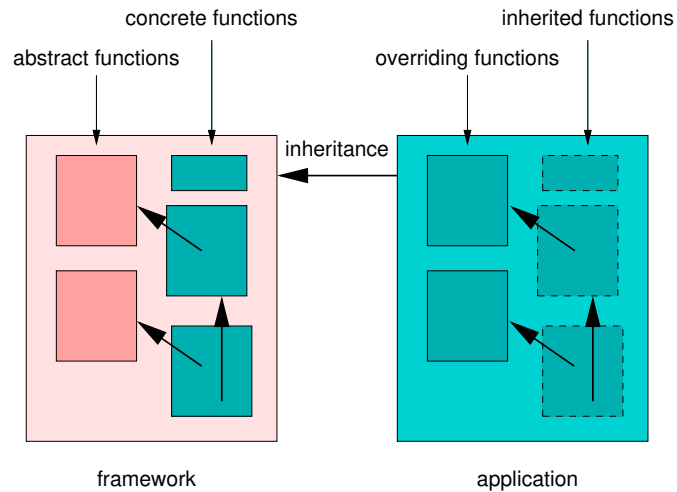 concrete functions
inherited functions
abstract functions
overriding functions
inheritance
framework
application